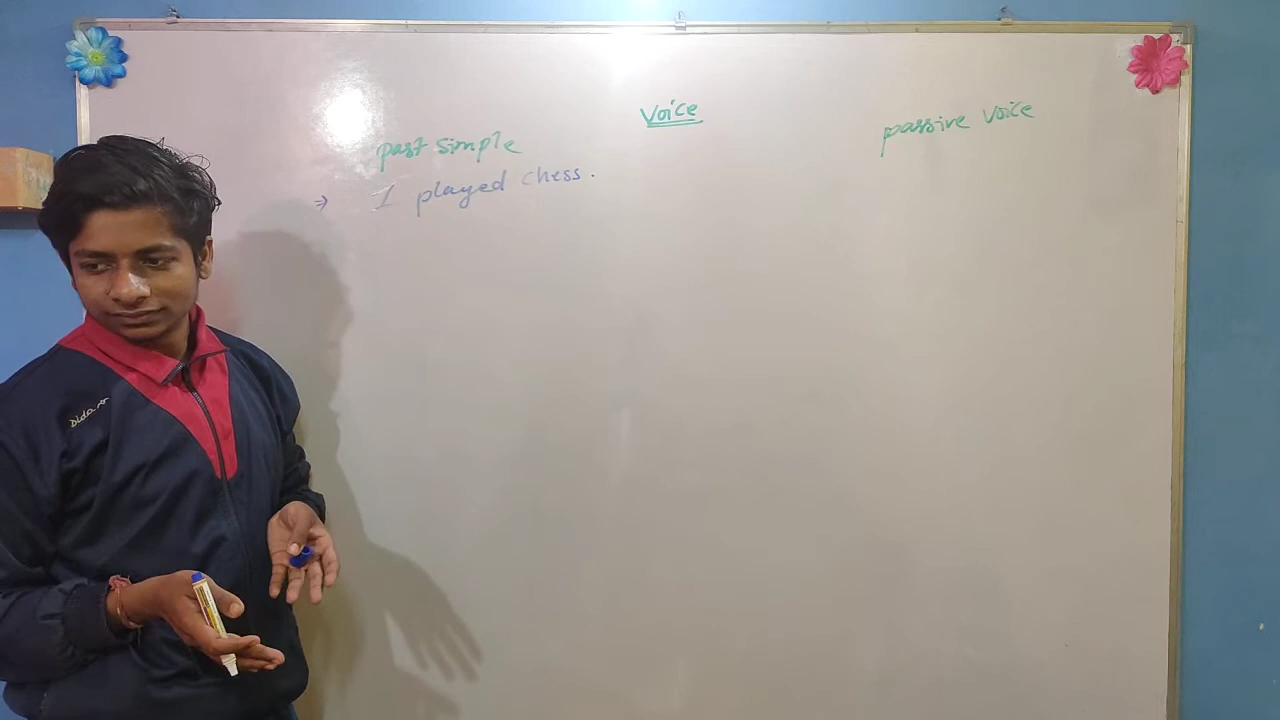 Voice
past simple
passive voice
→ I played chess.